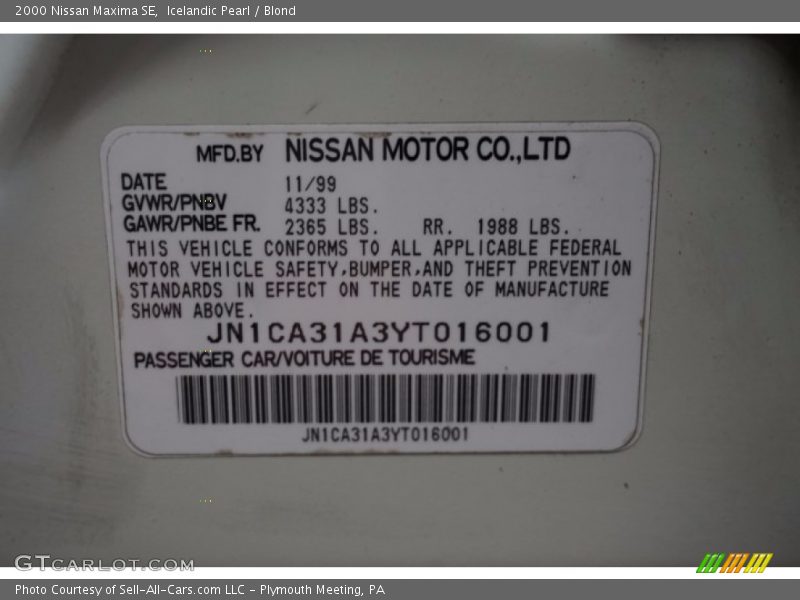 2000 Nissan Maxima SE,  Icelandic Pearl / Blond
MFD.BY NISSAN MOTOR CO.,LTD
DATE 11/99
GVWR/PNBV 4333 LBS.
GAWR/PNBE FR. 2365 LBS. RR. 1988 LBS.
THIS VEHICLE CONFORMS TO ALL APPLICABLE FEDERAL
MOTOR VEHICLE SAFETY,BUMPER,AND THEFT PREVENTION
STANDARDS IN EFFECT ON THE DATE OF MANUFACTURE
SHOWN ABOVE.
JN1CA31A3YT016001
PASSENGER CAR/VOITURE DE TOURISME
JN1CA31A3YT016001
GTCARLOT.COM
Photo Courtesy of Sell-All-Cars.com LLC - Plymouth Meeting, PA